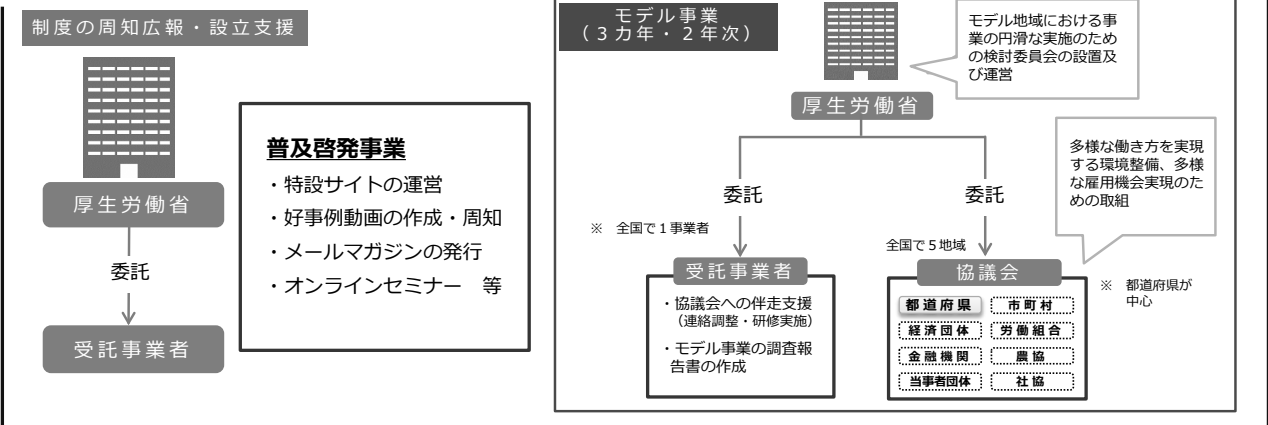 制度の周知広報・設立支援
厚生労働省
委託
受託事業者
普及啓発事業
・特設サイトの運営
・好事例動画の作成・周知
・メールマガジンの発行
・オンラインセミナー　等
モデル事業
（３カ年・２年次）
モデル地域における事
業の円滑な実施のため
の検討委員会の設置及
び運営
厚生労働省
多様な働き方を実現
する環境整備、多様
な雇用機会実現のた
めの取組
委託
委託
※　全国で１事業者
全国で５地域
受託事業者
・協議会への伴走支援
（連絡調整・研修実施）
・モデル事業の調査報
告書の作成
協議会
※　都道府県が
中心
都道府県
市町村
経済団体
労働組合
金融機関
農協
当事者団体
社協